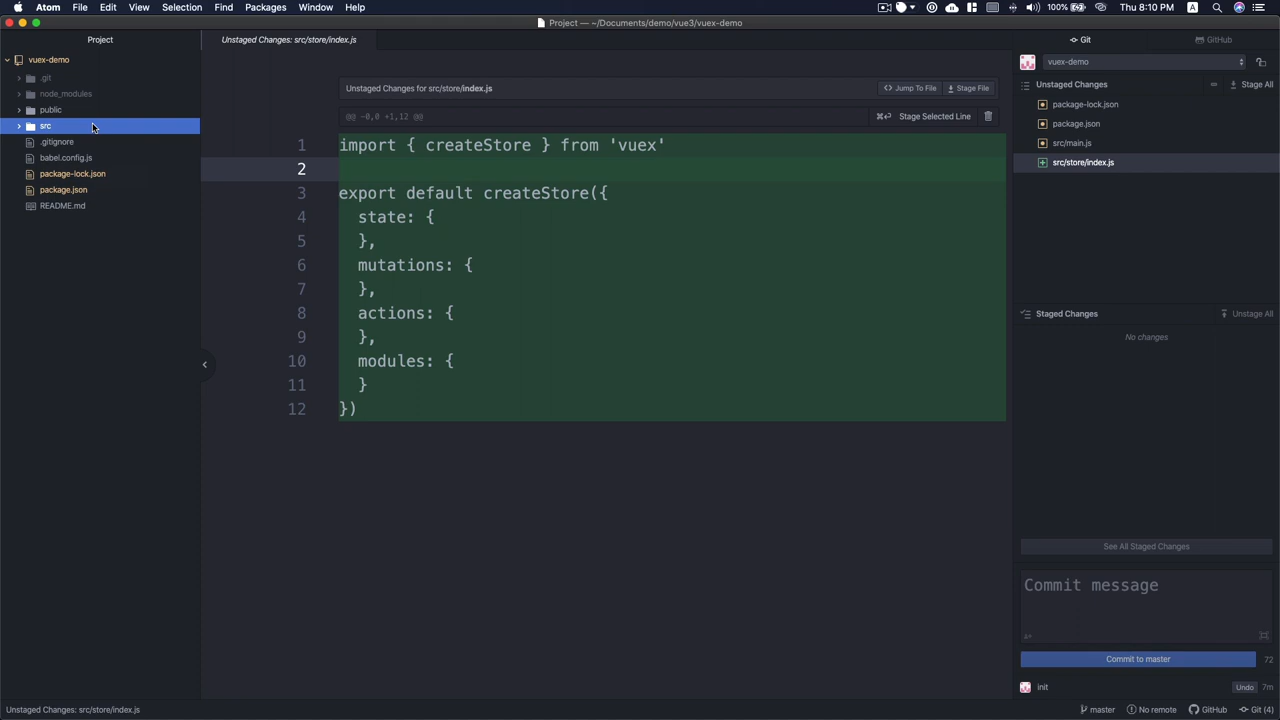 Atom File Edit View Selection Find Packages Window Help 100% A Thu 8:10 PM
Project — ~/Documents/demo/vue3/vuex-demo
Project
vuex-demo
.git
node_modules
public
src
.gitignore
babel.config.js
package-lock.json
package.json
README.md
Unstaged Changes: src/store/index.js
Unstaged Changes for src/store/index.js
Jump To File
Stage File
@@ -0,0 +1,12 @@
Stage Selected Line
1 import { createStore } from 'vuex'
2
3 export default createStore({
4 state: {
5 },
6 mutations: {
7 },
8 actions: {
9 },
10 modules: {
11 }
12 })
Git
GitHub
vuex-demo
Unstaged Changes
Stage All
package-lock.json
package.json
src/main.js
src/store/index.js
Staged Changes
Unstage All
No changes
See All Staged Changes
Commit message
Commit to master
72
init
Undo
7m
Unstaged Changes: src/store/index.js
master
No remote
GitHub
Git (4)